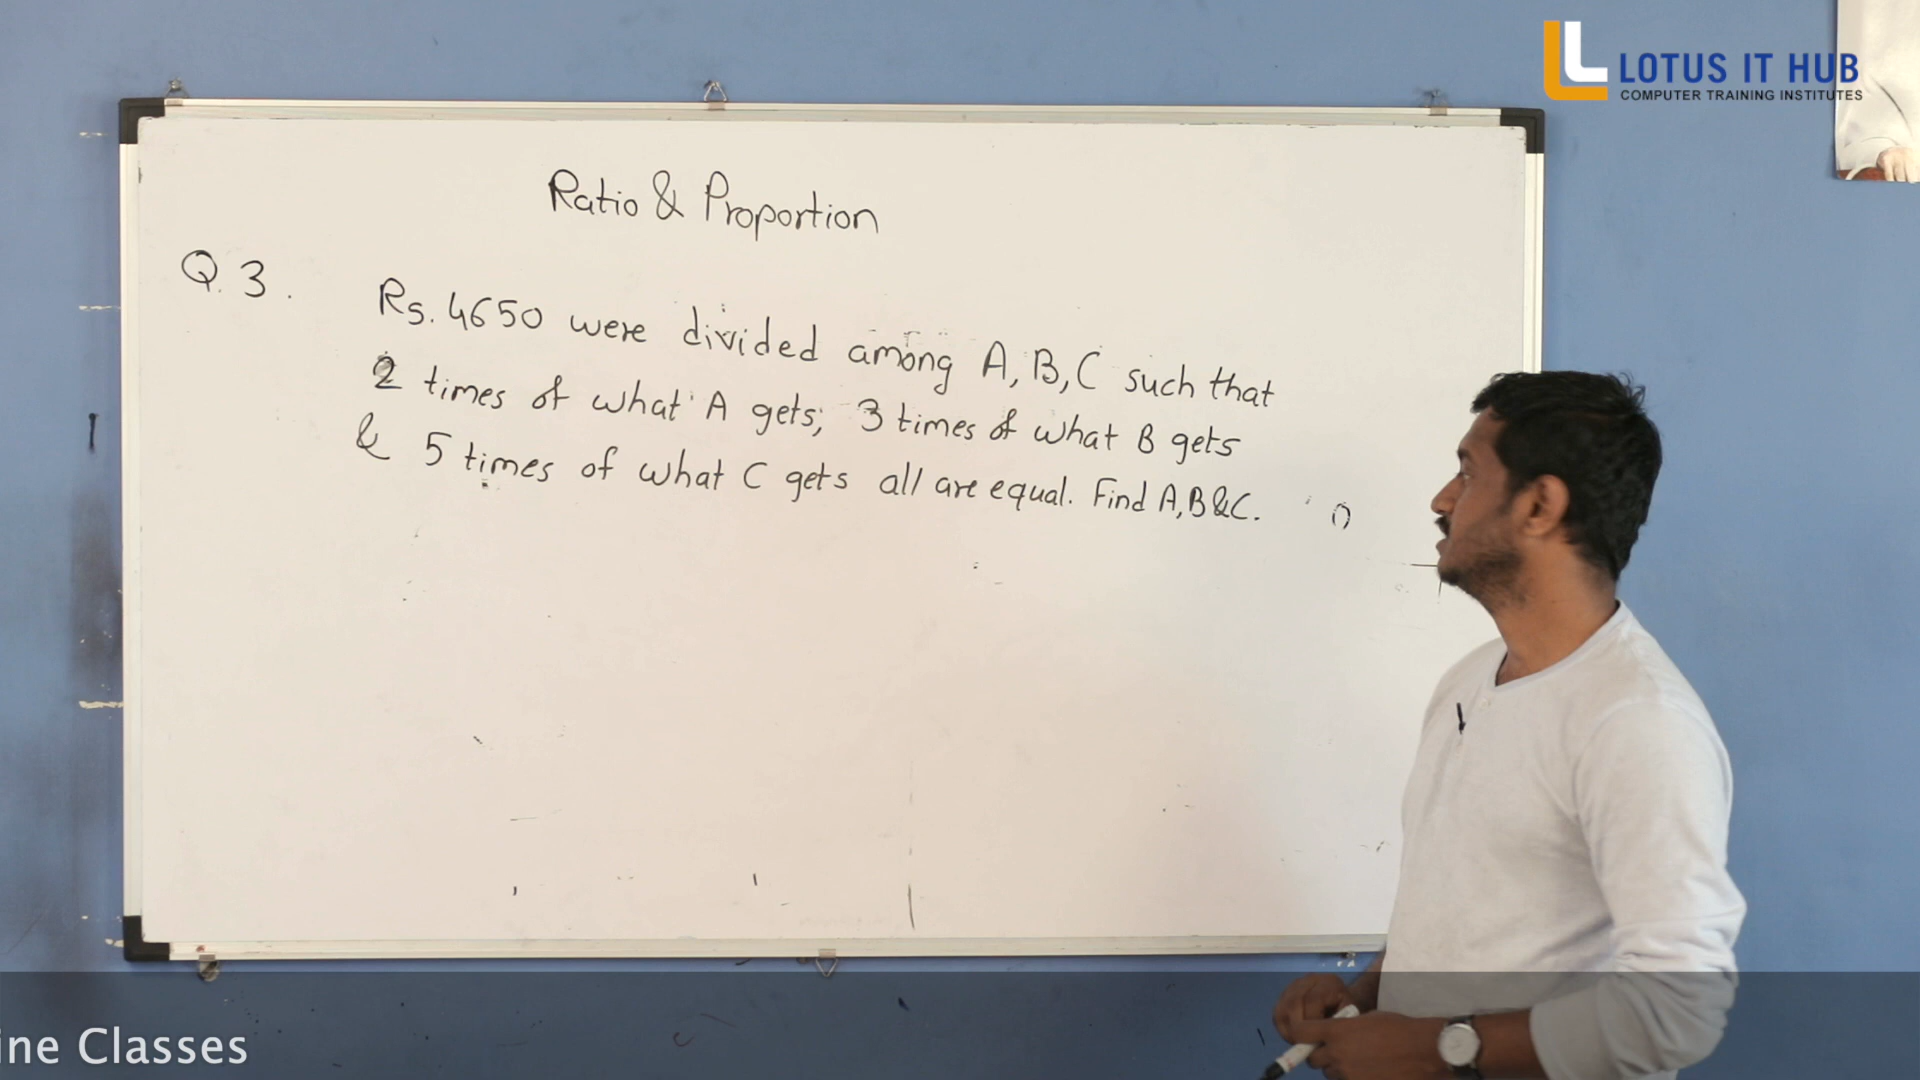 LOTUS IT HUB
COMPUTER TRAINING INSTITUTES
Ratio & Proportion
Q. 3.
Rs. 4650 were divided among A, B, C such that
2 times of what A gets; 3 times of what B gets
& 5 times of what C gets all are equal. Find A, B & C.
ine Classes